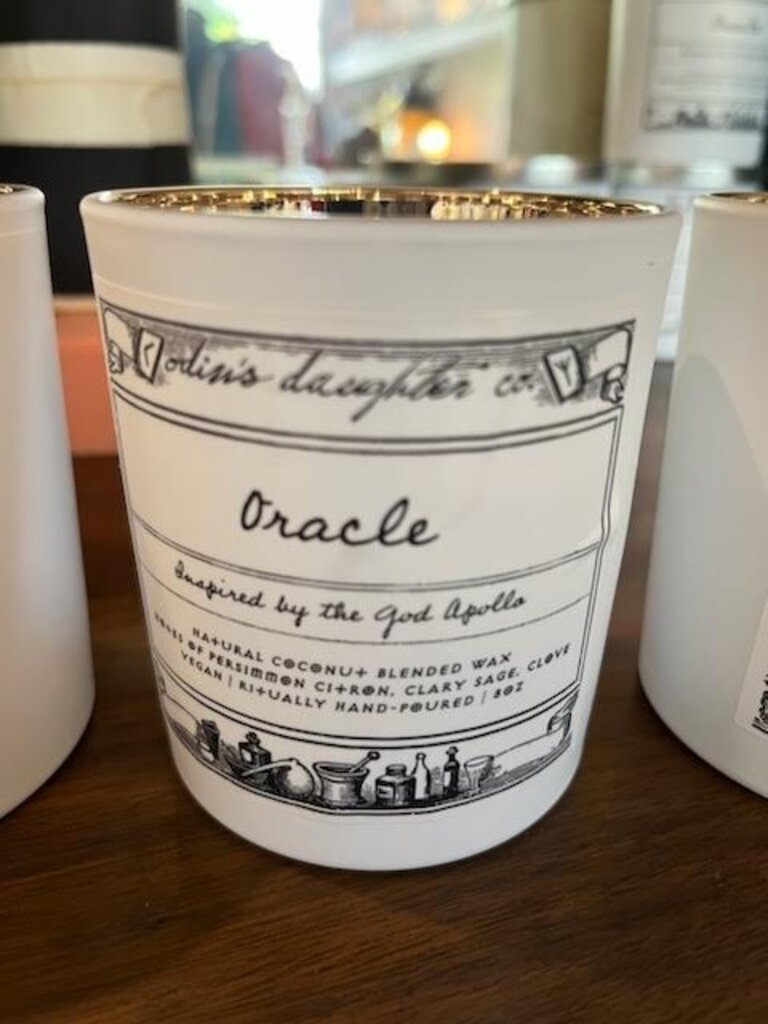 odin's daughter co.
Oracle
Inspired by the God Apollo
NATURAL COCONUT BLENDED WAX
NOTES OF PERSIMMON CITRON, CLARY SAGE, CLOVE
VEGAN | RITUALLY HAND-POURED | 8OZ